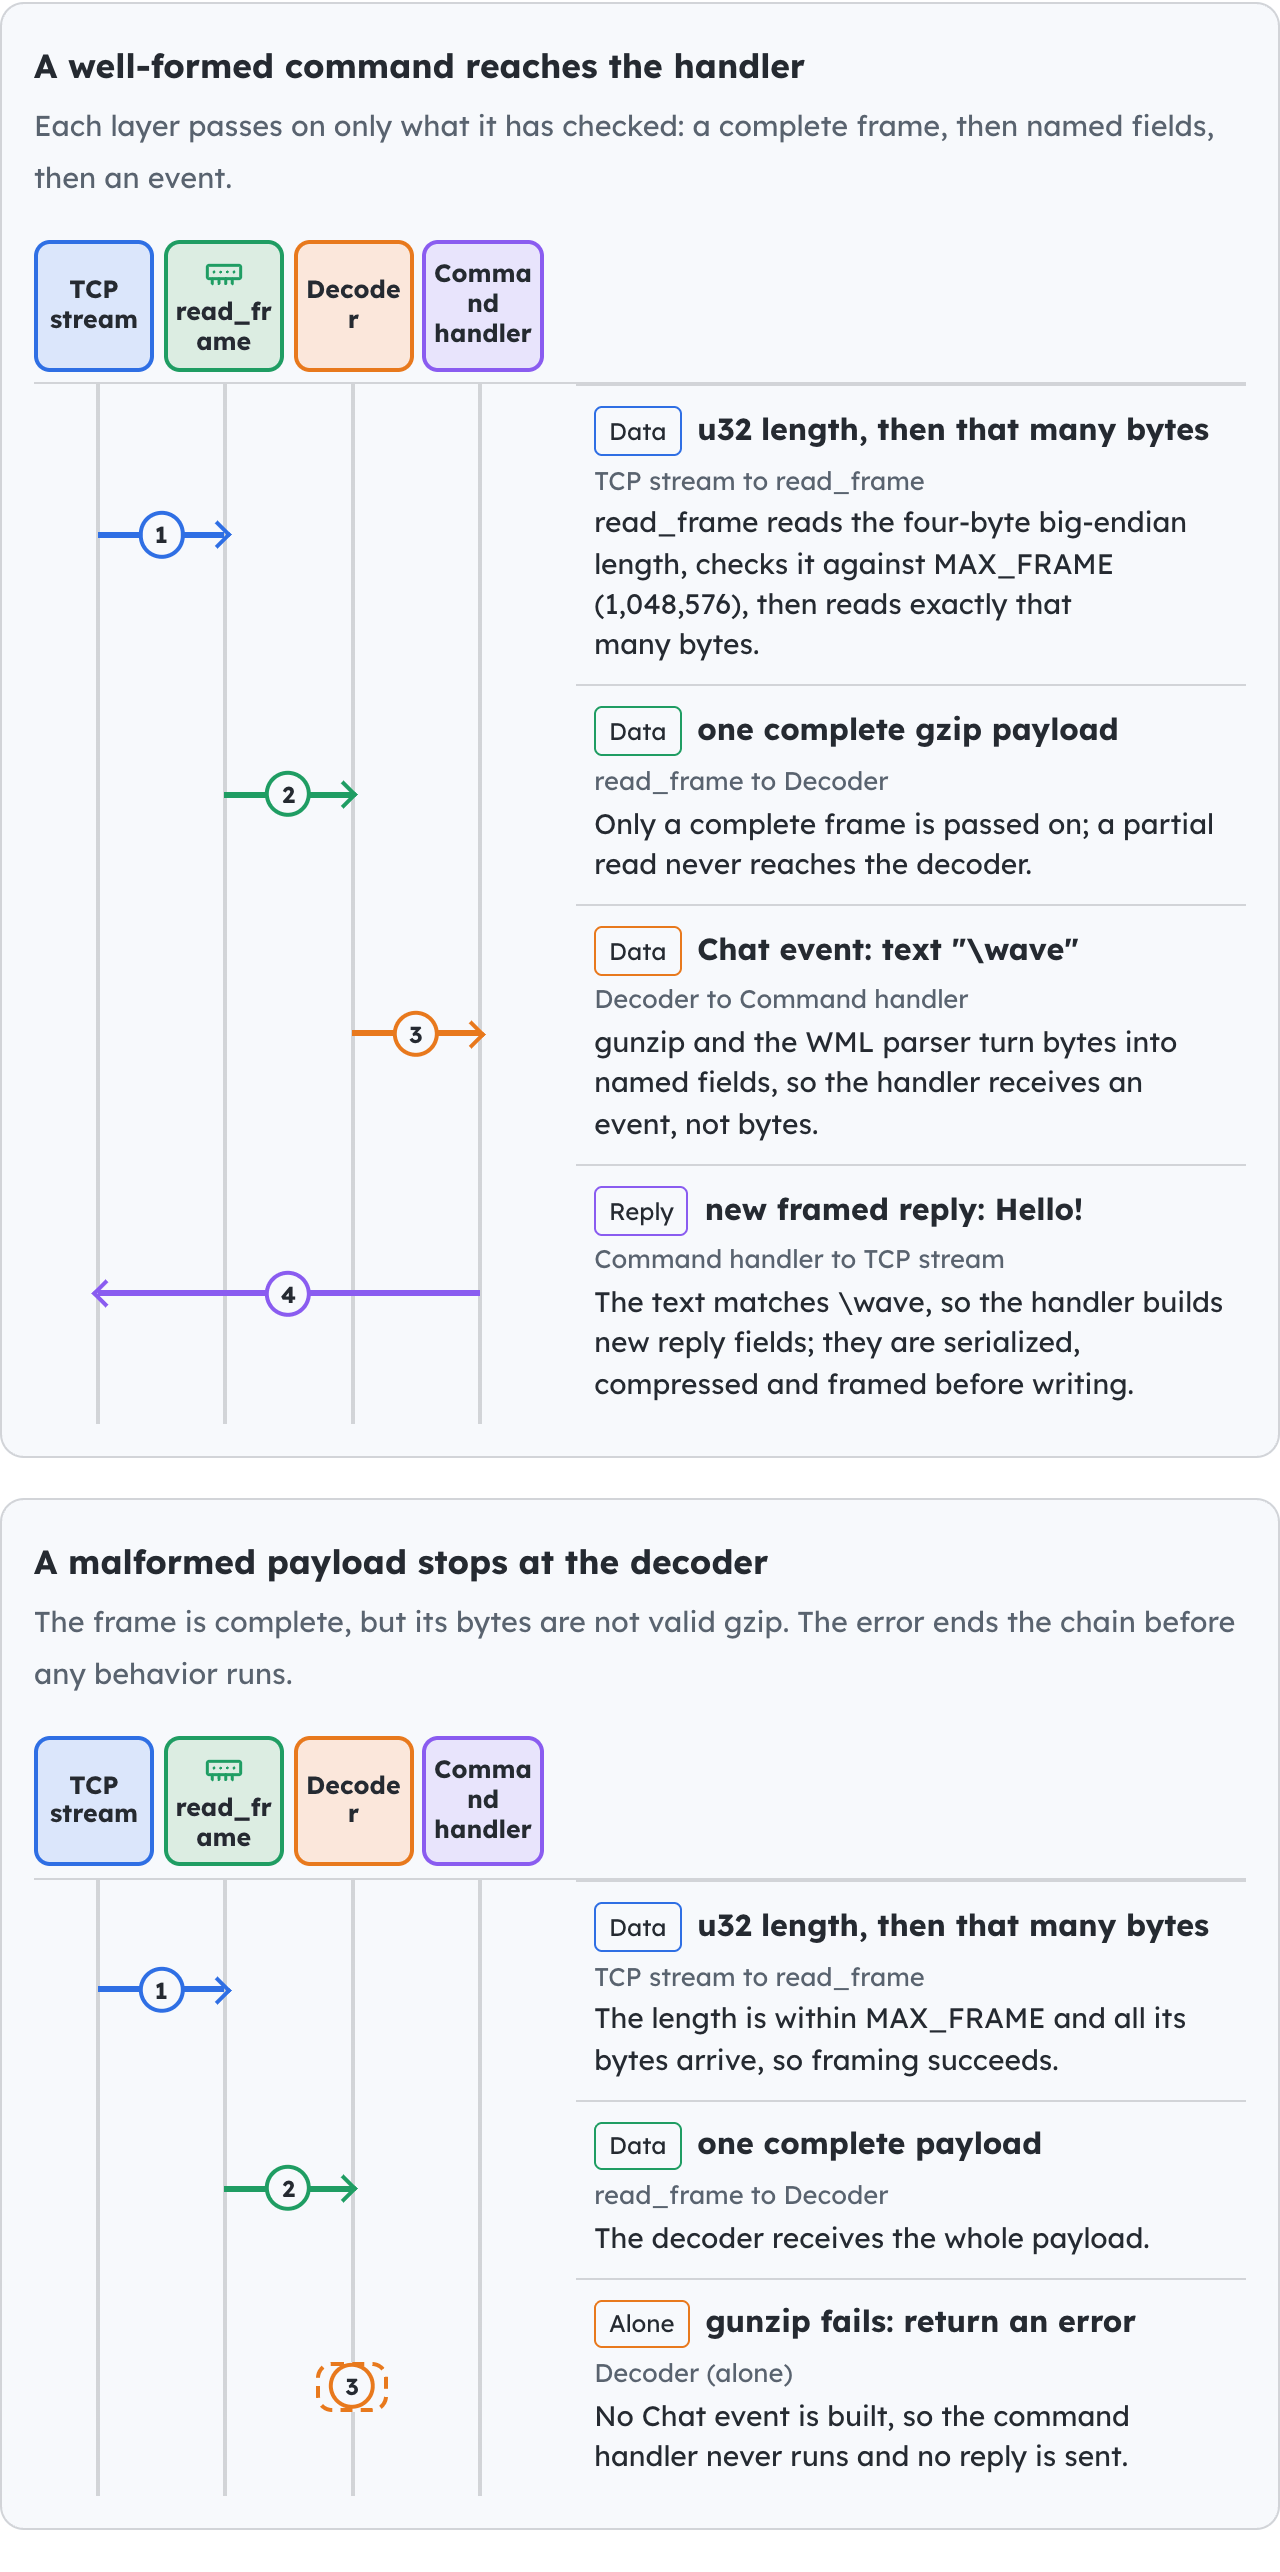 A well-formed command reaches the handler
Each layer passes on only what it has checked: a complete frame, then named fields,
then an event.
TCP
stream
read_fr
ame
Decode
r
Comma
nd
handler
Data u32 length, then that many bytes
TCP stream to read_frame
read_frame reads the four-byte big-endian
length, checks it against MAX_FRAME
(1,048,576), then reads exactly that
many bytes.
1
Data one complete gzip payload
read_frame to Decoder
Only a complete frame is passed on; a partial
read never reaches the decoder.
2
Data Chat event: text "\wave"
Decoder to Command handler
gunzip and the WML parser turn bytes into
named fields, so the handler receives an
event, not bytes.
3
Reply new framed reply: Hello!
Command handler to TCP stream
The text matches \wave, so the handler builds
new reply fields; they are serialized,
compressed and framed before writing.
4
A malformed payload stops at the decoder
The frame is complete, but its bytes are not valid gzip. The error ends the chain before
any behavior runs.
TCP
stream
read_fr
ame
Decode
r
Comma
nd
handler
Data u32 length, then that many bytes
TCP stream to read_frame
The length is within MAX_FRAME and all its
bytes arrive, so framing succeeds.
1
Data one complete payload
read_frame to Decoder
The decoder receives the whole payload.
2
Alone gunzip fails: return an error
Decoder (alone)
No Chat event is built, so the command
handler never runs and no reply is sent.
3